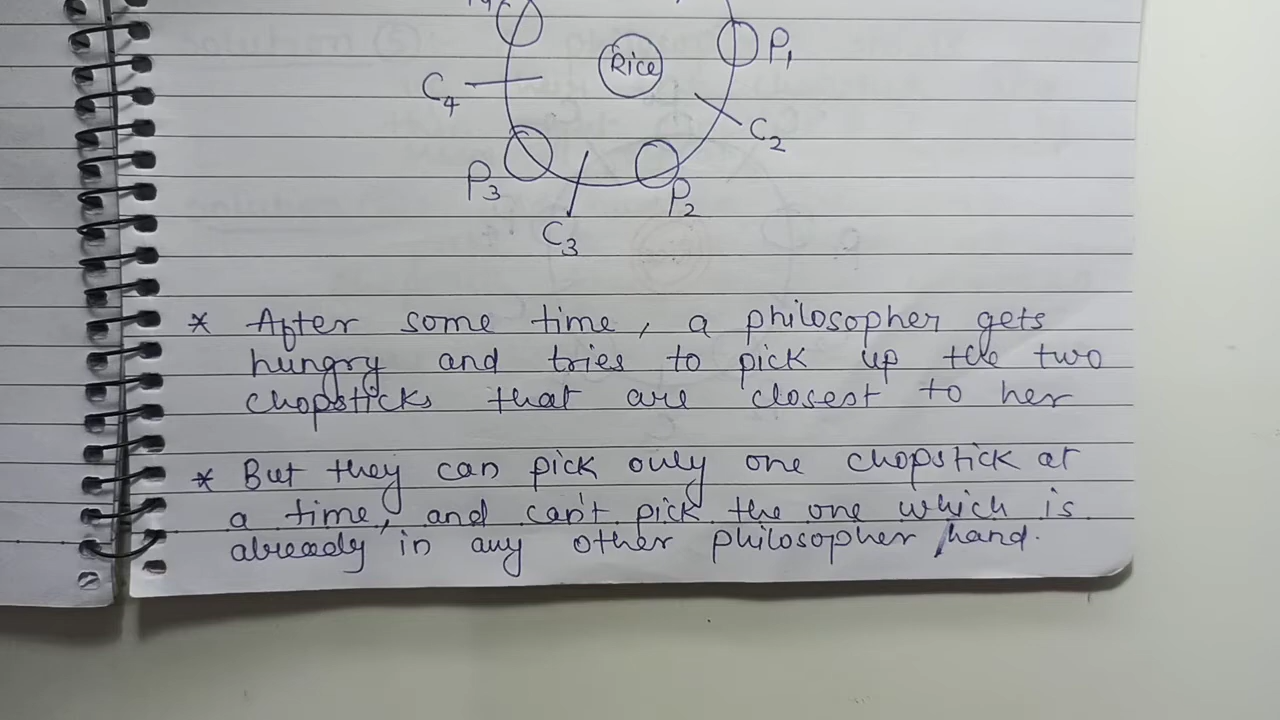 Rice
P1
C4
C2
P3
P2
C3
* After some time, a philosopher gets
hungry and tries to pick up the two
chopsticks that are closest to her
* But they can pick only one chopstick at
a time, and can't pick the one which is
already in any other philosopher hand.